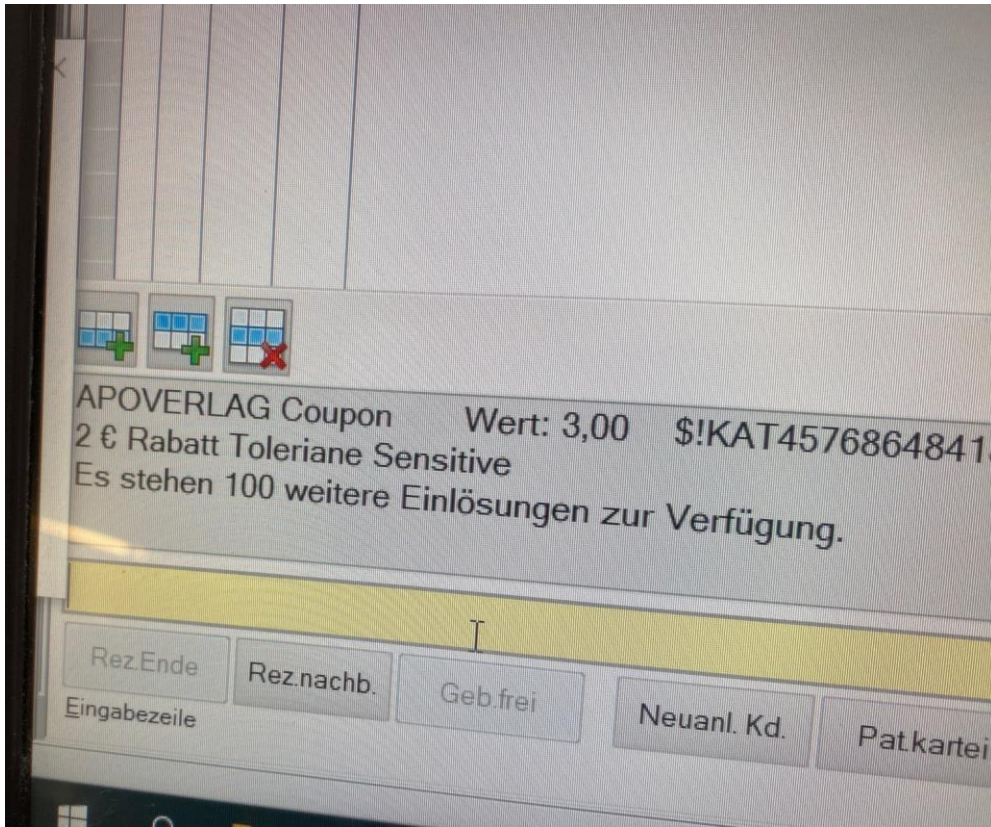 APOVERLAG Coupon Wert: 3,00 $!KAT457686484
2 € Rabatt Toleriane Sensitive
Es stehen 100 weitere Einlösungen zur Verfügung.
Rez.Ende Rez.nachb. Geb.frei Neuanl. Kd. Pat.kartei
Eingabezeile